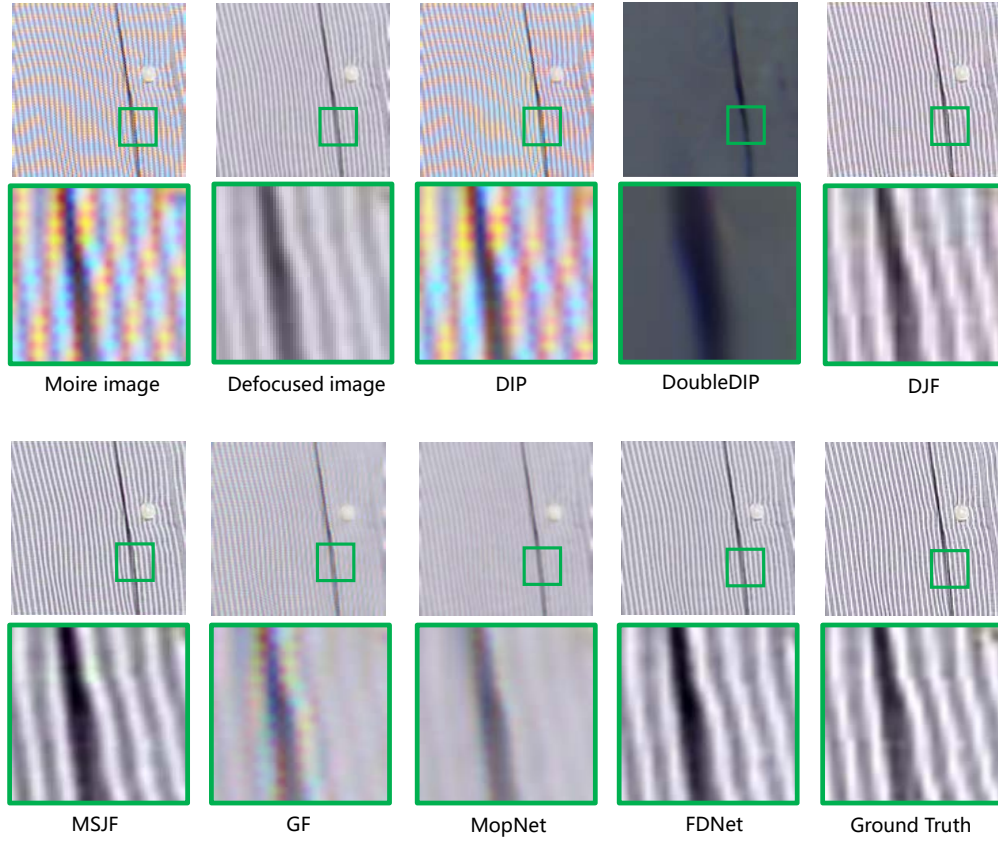 Moire image
Defocused image
DIP
DoubleDIP
DJF
MSJF
GF
MopNet
FDNet
Ground Truth